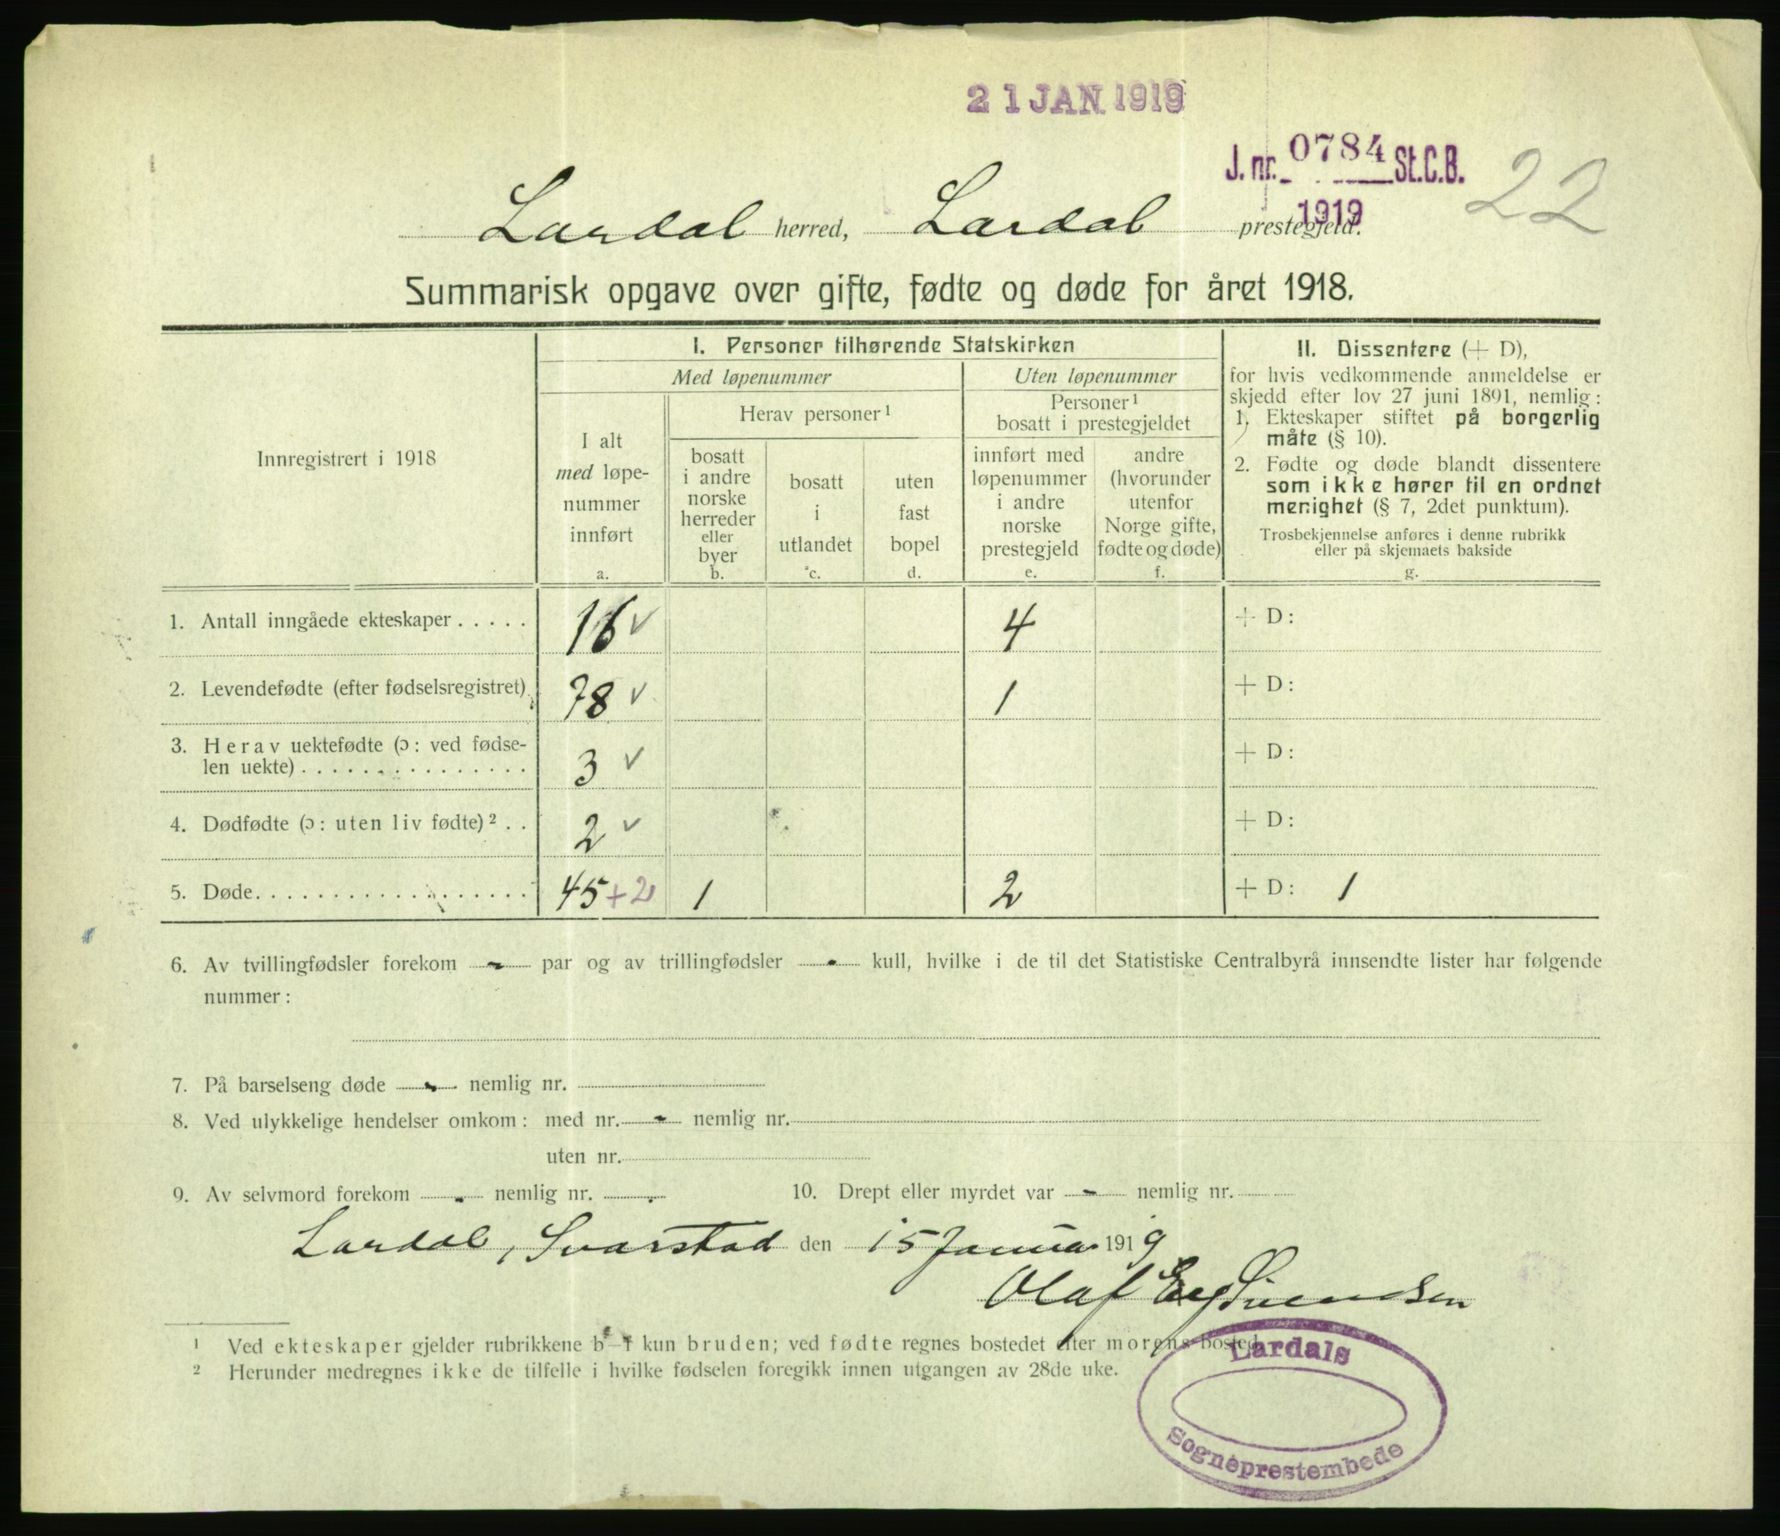 21 JAN 1919
J. nr. 0784 St.C.B.
1919
22
Lardal herred, Lardal prestegjeld.
Summarisk opgave over gifte, fødte og døde for året 1918.
Innregistrert i 1918
I. Personer tilhørende Statskirken
Med løpenummer
Uten løpenummer
I alt
med løpe-
nummer
innført
a.
Herav personer¹
bosatt
i andre
norske
herreder
eller
byer
b.
bosatt
i
utlandet
c.
uten
fast
bopel
d.
Personer¹
bosatt i prestegjeldet
innført med
løpenummer
i andre
norske
prestegjeld
e.
andre
(hvorunder
utenfor
Norge gifte,
fødte og døde)
f.
II. Dissentere (+ D),
for hvis vedkommende anmeldelse er
skjedd efter lov 27 juni 1891, nemlig:
1. Ekteskaper stiftet på borgerlig
måte (§ 10).
2. Fødte og døde blandt dissentere
som ikke hører til en ordnet
menighet (§ 7, 2det punktum).
Trosbekjennelse anføres i denne rubrikk
eller på skjemaets bakside
g.
1. Antall inngåede ekteskaper . . . . . 16 ✓ 4 + D:
2. Levendefødte (efter fødselsregistret) 78 ✓ 1 + D:
3. Herav uektefødte (ɔ: ved fødse-
len uekte) . . . . . . . . . . . . . . . 3 ✓ + D:
4. Dødfødte (ɔ: uten liv fødte)² . . 2 ✓ + D:
5. Døde. . . . . . . . . . . . . . . . . . 45 + 2 1 2 + D: 1
6. Av tvillingfødsler forekom - par og av trillingfødsler - kull, hvilke i de til det Statistiske Centralbyrå innsendte lister har følgende
nummer:
7. På barselseng døde - nemlig nr.
8. Ved ulykkelige hendelser omkom: med nr. - nemlig nr.
uten nr.
9. Av selvmord forekom - nemlig nr. - 10. Drept eller myrdet var - nemlig nr.
Lardal, Svarstad den 15 Januar 1919
Olaf Svendsen
¹ Ved ekteskaper gjelder rubrikkene b—f kun bruden; ved fødte regnes bostedet efter morens bosted.
² Herunder medregnes ikke de tilfelle i hvilke fødselen foregikk innen utgangen av 28de uke.
Lardals
Sogneprestembede